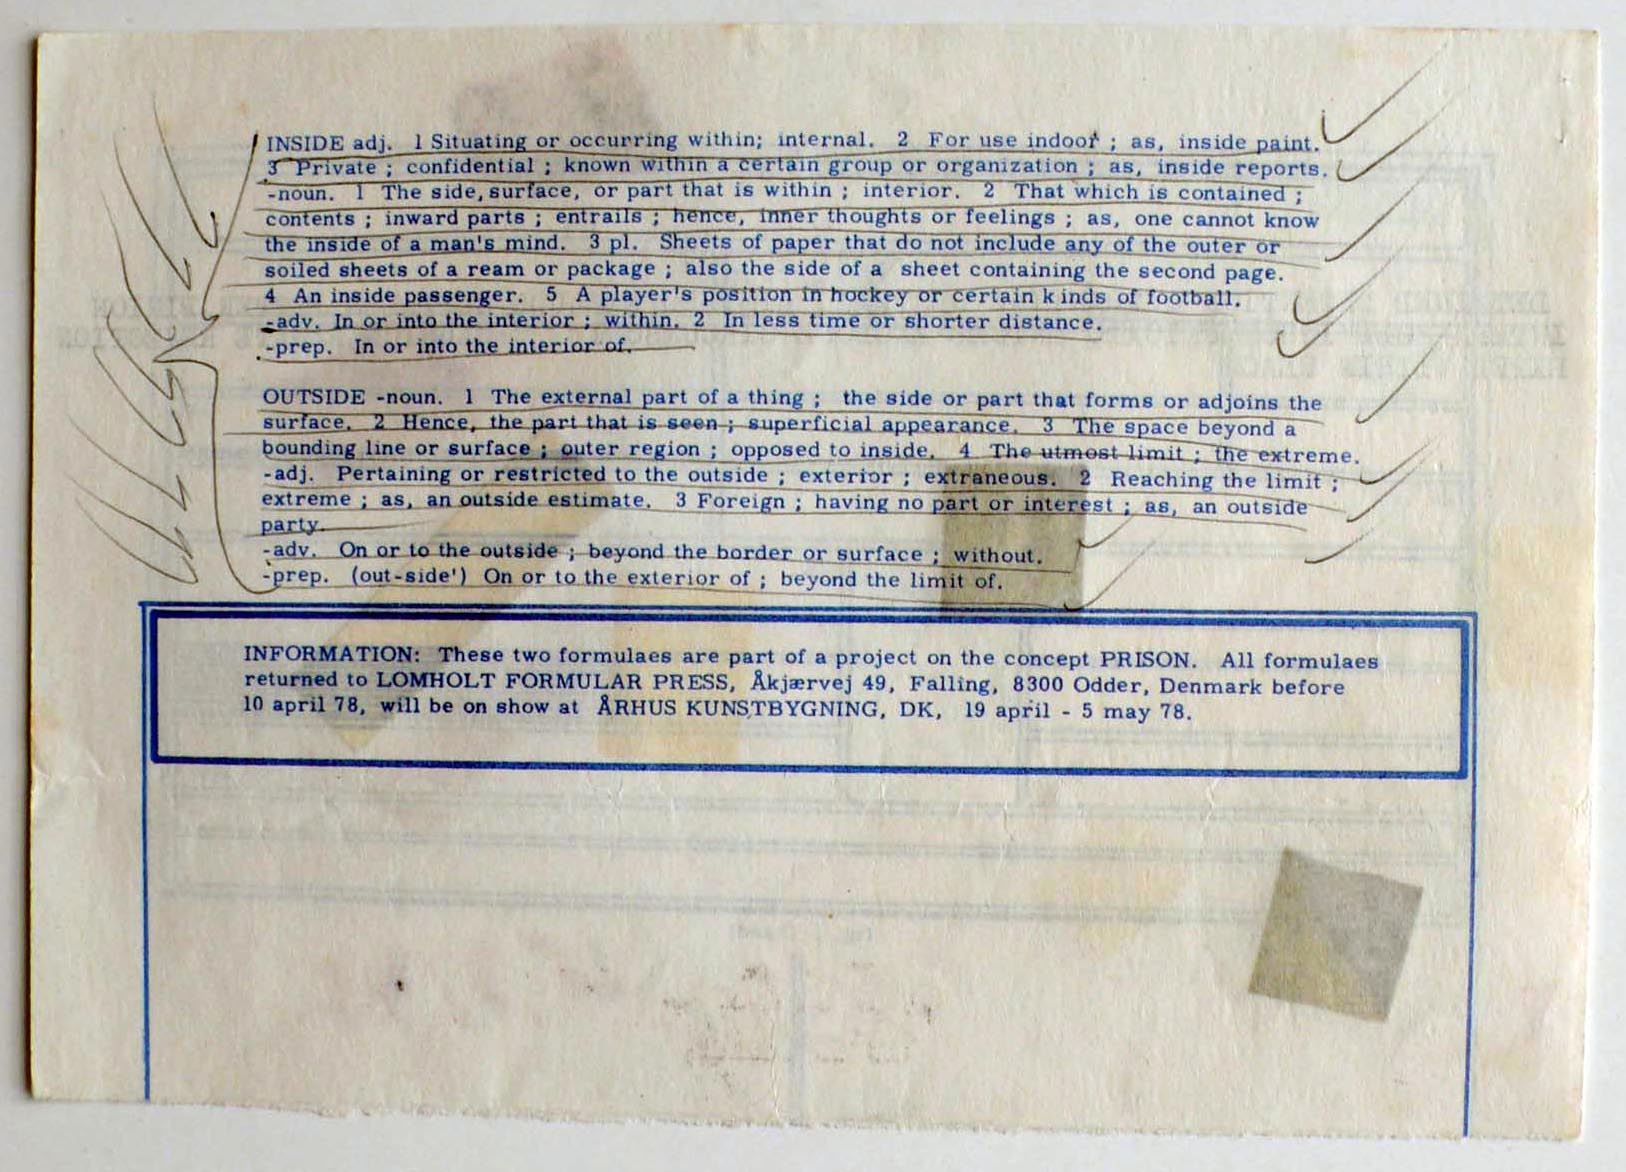 INSIDE adj. 1 Situating or occurring within; internal. 2 For use indoor ; as, inside paint.
3 Private ; confidential ; known within a certain group or organization ; as, inside reports.
-noun. 1 The side, surface, or part that is within ; interior. 2 That which is contained ;
contents ; inward parts ; entrails ; hence, inner thoughts or feelings ; as, one cannot know
the inside of a man's mind. 3 pl. Sheets of paper that do not include any of the outer or
soiled sheets of a ream or package ; also the side of a sheet containing the second page.
4 An inside passenger. 5 A player's position in hockey or certain kinds of football.
-adv. In or into the interior ; within. 2 In less time or shorter distance.
-prep. In or into the interior of.
OUTSIDE -noun. 1 The external part of a thing ; the side or part that forms or adjoins the
surface. 2 Hence, the part that is seen ; superficial appearance. 3 The space beyond a
bounding line or surface ; outer region ; opposed to inside. 4 The utmost limit ; the extreme.
-adj. Pertaining or restricted to the outside ; exterior ; extraneous. 2 Reaching the limit ;
extreme ; as, an outside estimate. 3 Foreign ; having no part or interest ; as, an outside
party.
-adv. On or to the outside ; beyond the border or surface ; without.
-prep. (out-side') On or to the exterior of ; beyond the limit of.
INFORMATION: These two formulaes are part of a project on the concept PRISON. All formulaes
returned to LOMHOLT FORMULAR PRESS, Åkjærvej 49, Falling, 8300 Odder, Denmark before
10 april 78, will be on show at ÅRHUS KUNSTBYGNING, DK, 19 april - 5 may 78.